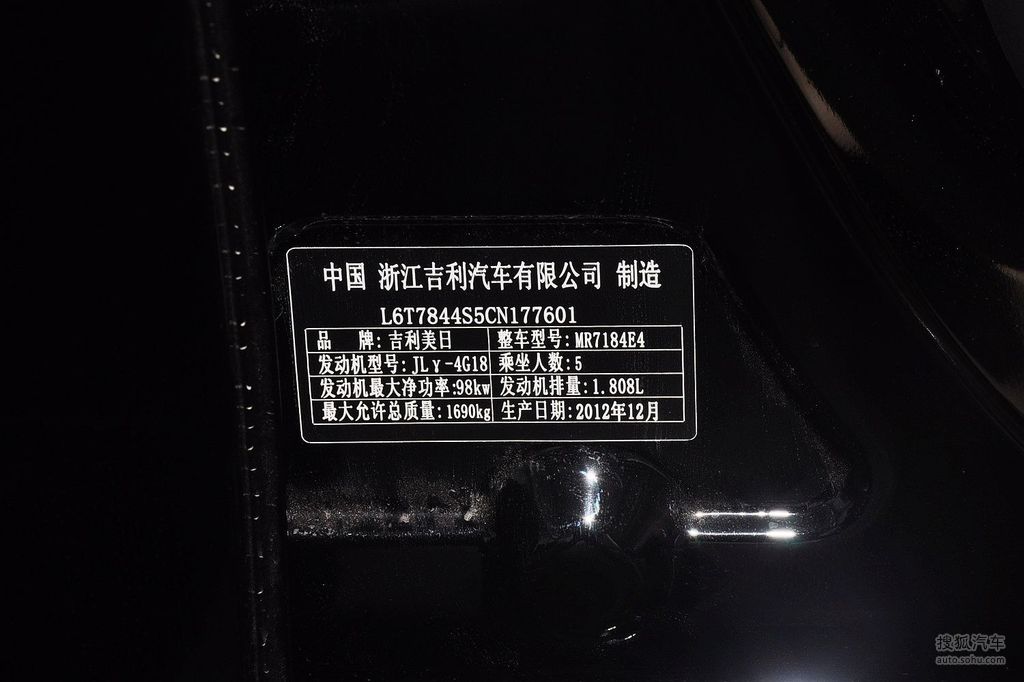 中国 浙江吉利汽车有限公司 制造
L6T7844S5CN177601
品 牌:吉利美日 整车型号:MR7184E4
发动机型号:JLγ-4G18 乘坐人数:5
发动机最大净功率:98kw 发动机排量:1.808L
最大允许总质量:1690kg 生产日期:2012年12月
搜狐汽车
auto.sohu.com